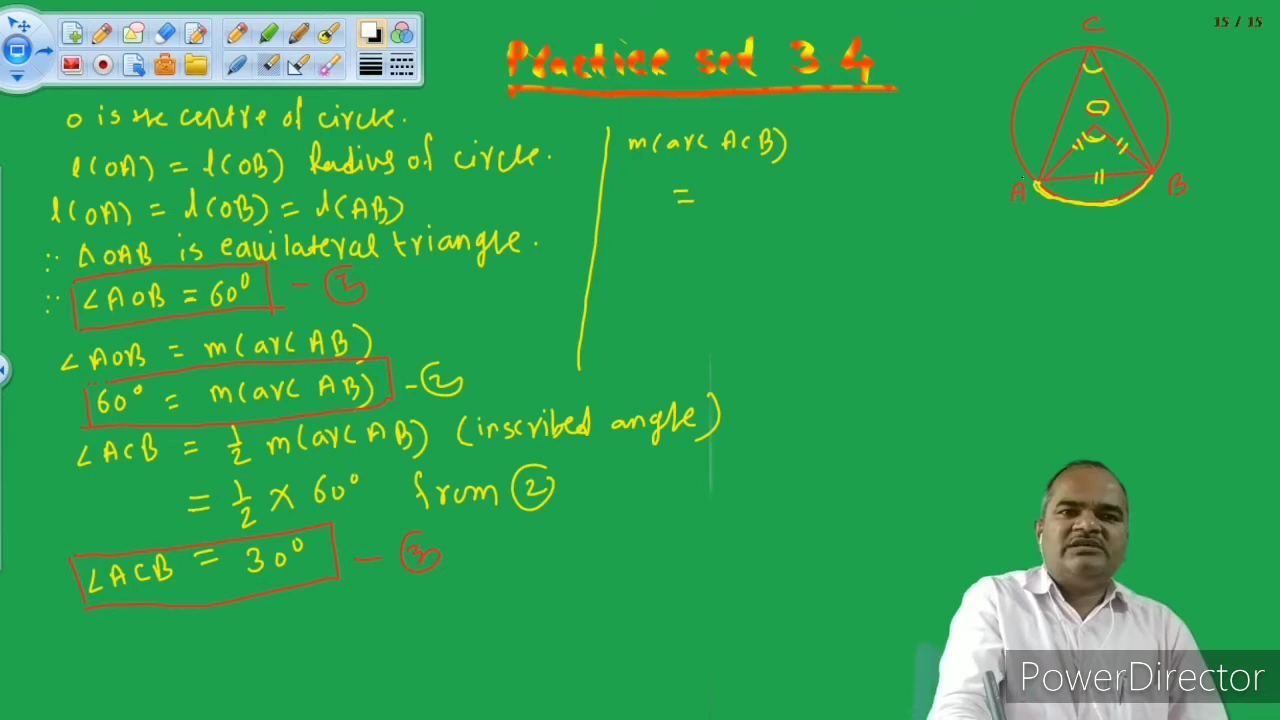 15 / 15
Practice set 3.4
o is the centre of circle.
l(OA) = l(OB) Radius of circle.
l(OA) = l(OB) = l(AB)
∴ ΔOAB is equilateral triangle.
∴ ∠AOB = 60° - ①
∠AOB = m(arc AB)
60° = m(arc AB) - ②
∠ACB = 1/2 m(arc AB) (inscribed angle)
= 1/2 × 60° from ②
∠ACB = 30° - ③
m(arc ACB)
=
C
O
A
B
PowerDirector